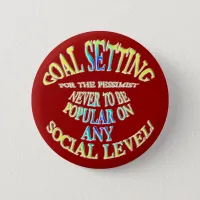 GOAL SETTING
FOR THE PESSIMIST
NEVER TO BE
POPULAR ON
ANY
SOCIAL LEVEL!